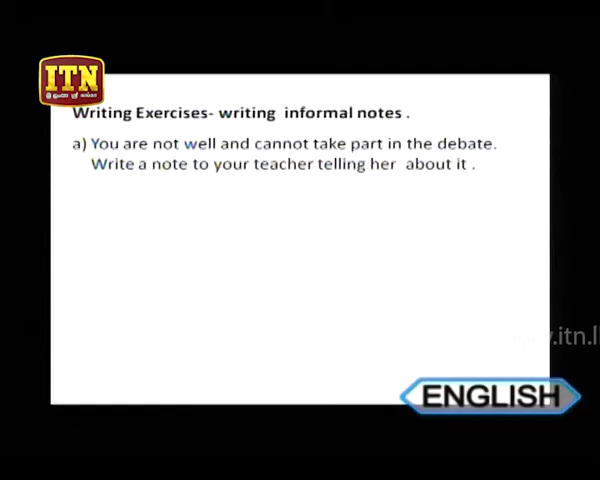 ITN
Writing Exercises- writing  informal notes .
a) You are not well and cannot take part in the debate.
Write a note to your teacher telling her  about it .
.itn.l
ENGLISH